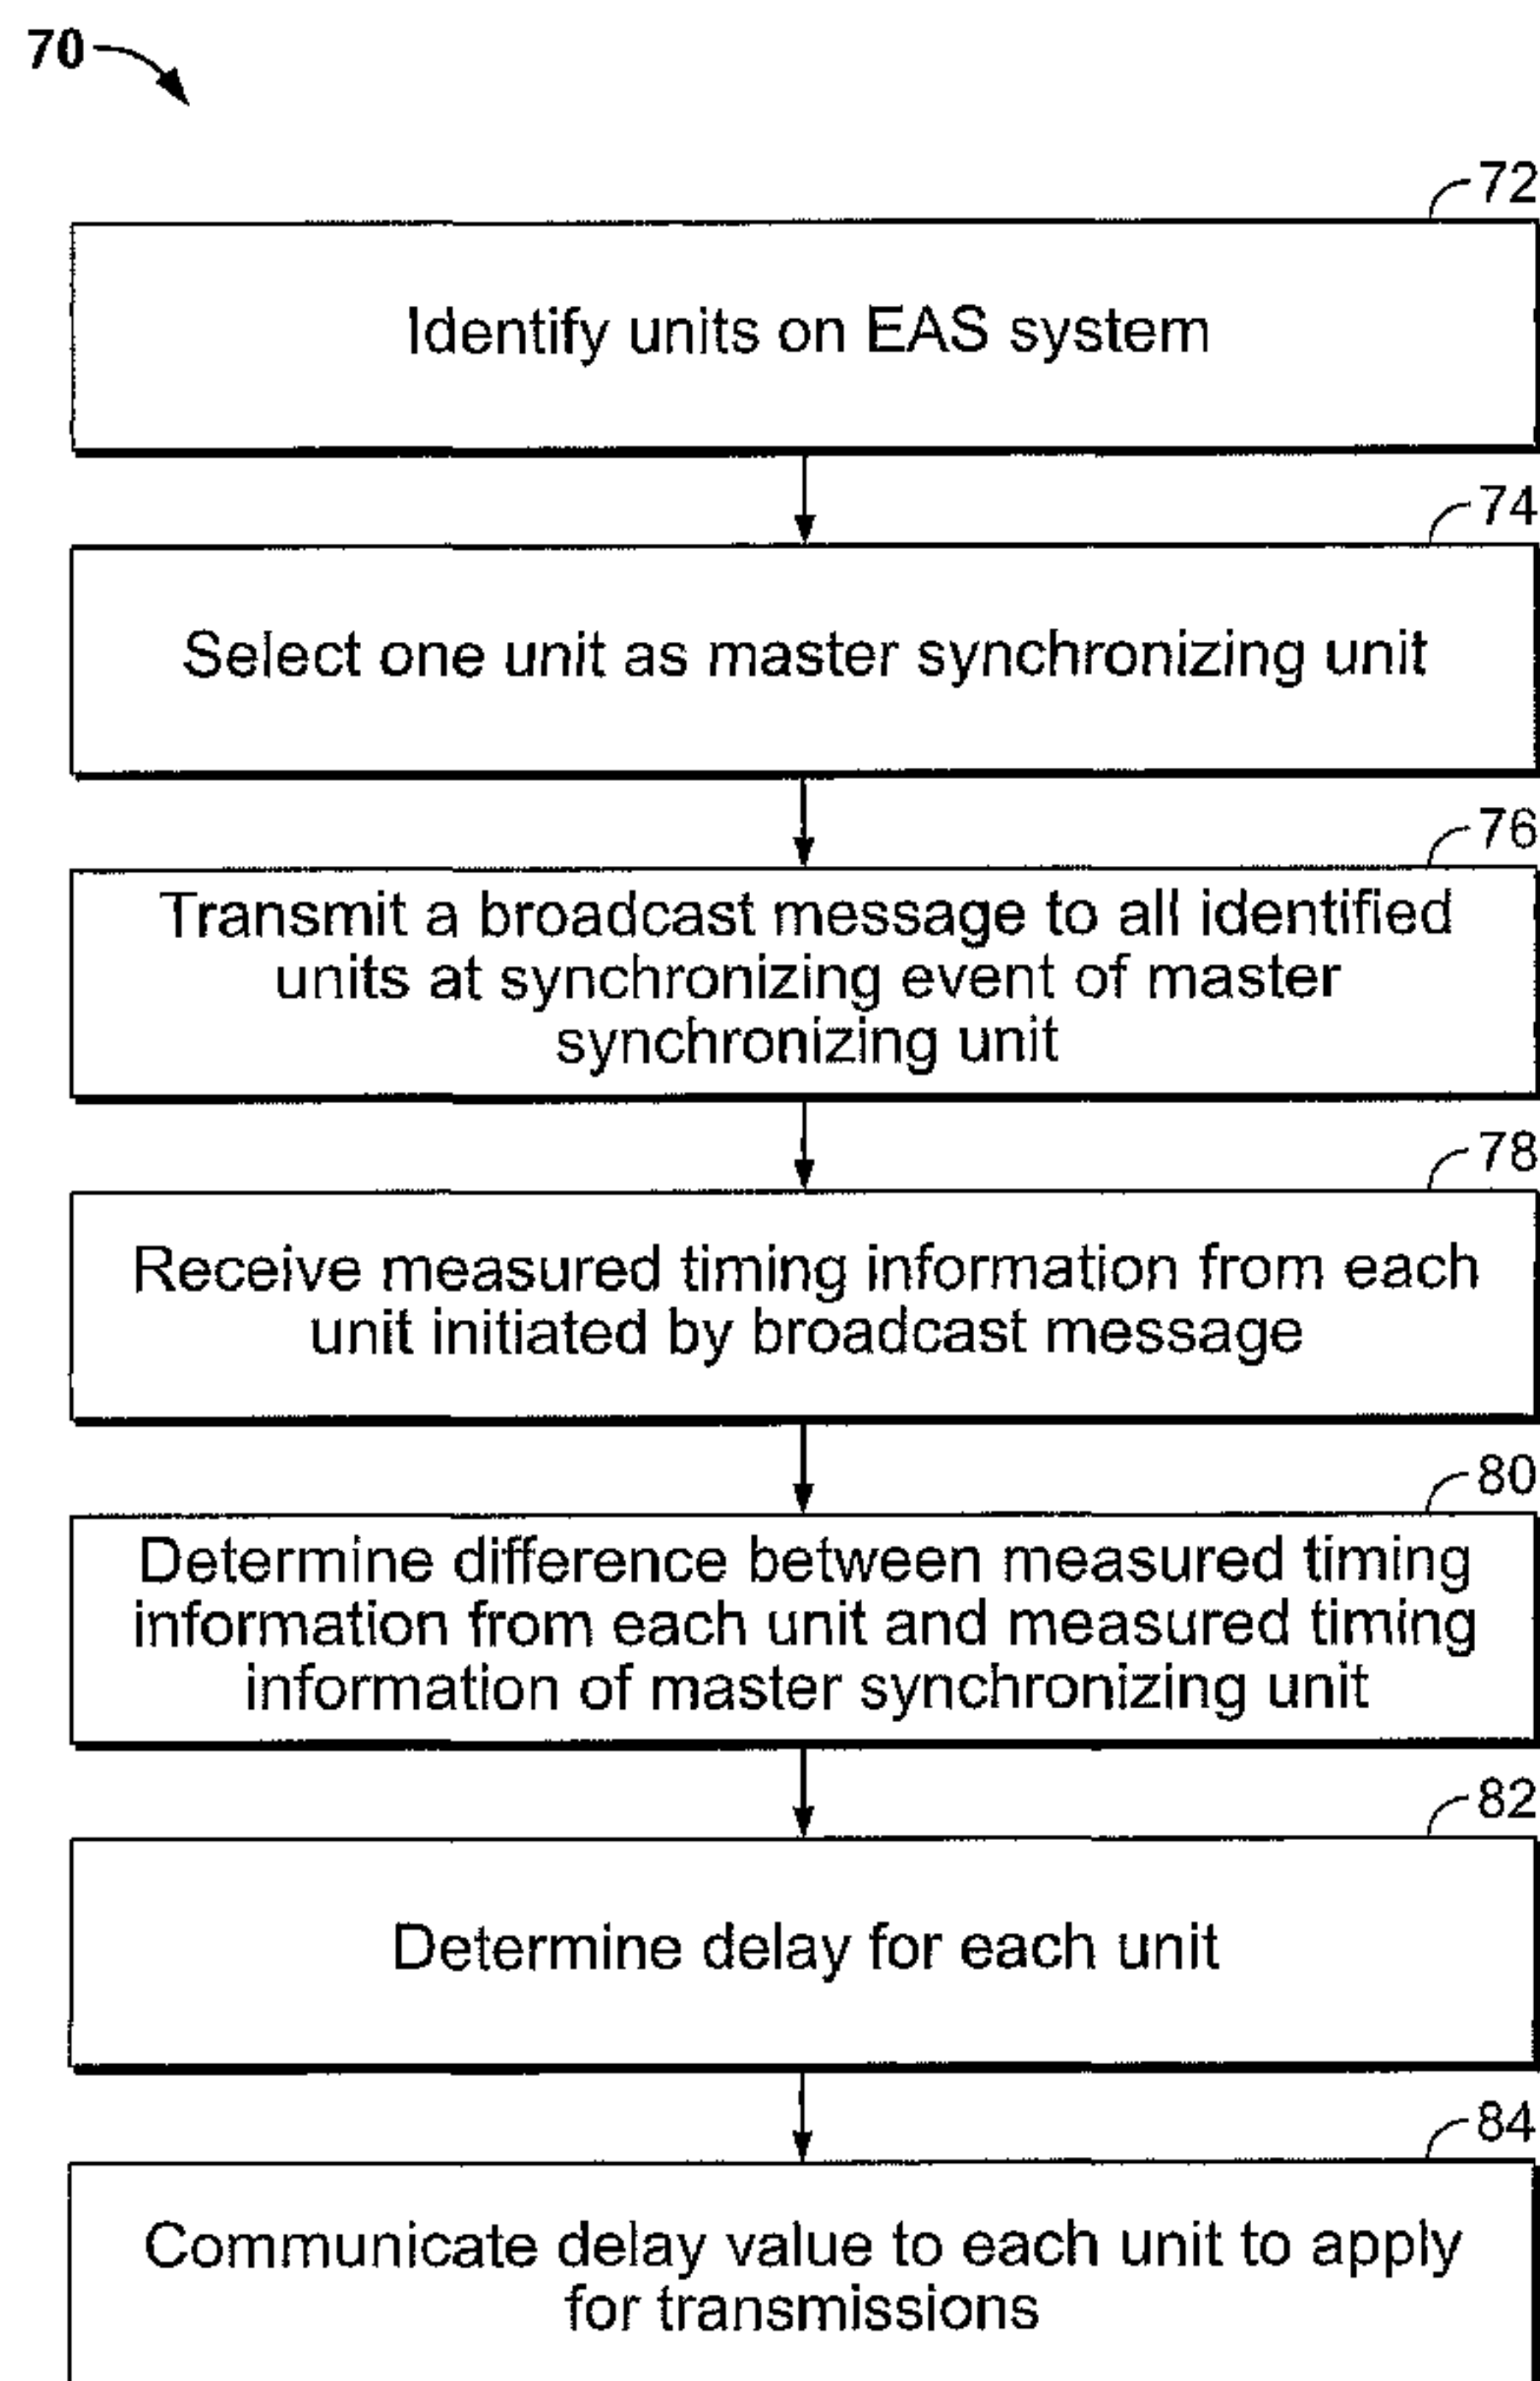 70
72
Identify units on EAS system
74
Select one unit as master synchronizing unit
76
Transmit a broadcast message to all identified
units at synchronizing event of master
synchronizing unit
78
Receive measured timing information from each
unit initiated by broadcast message
80
Determine difference between measured timing
information from each unit and measured timing
information of master synchronizing unit
82
Determine delay for each unit
84
Communicate delay value to each unit to apply
for transmissions